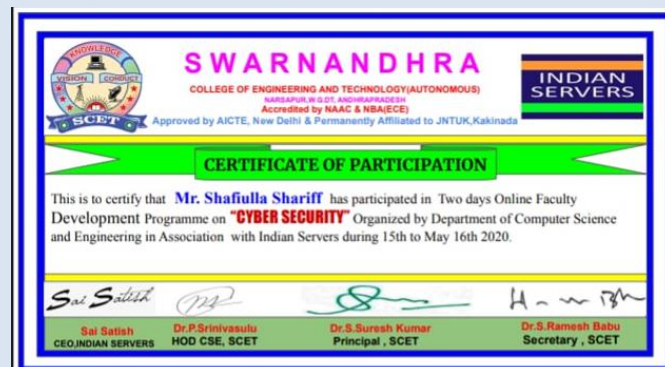 KNOWLEDGE
VISION
CONDUCT
SCET
SWARNANDHRA
COLLEGE OF ENGINEERING AND TECHNOLOGY(AUTONOMOUS)
NARSAPUR,W.G.DT, ANDHRAPRADESH
Accredited by NAAC & NBA(ECE)
Approved by AICTE, New Delhi & Permanently Affiliated to JNTUK,Kakinada
INDIAN
SERVERS
CERTIFICATE OF PARTICIPATION
This is to certify that Mr. Shafiulla Shariff has participated in Two days Online Faculty
Development Programme on "CYBER SECURITY" Organized by Department of Computer Science
and Engineering in Association with Indian Servers during 15th to May 16th 2020.
Sai Satish
Sai Satish
CEO,INDIAN SERVERS
Dr.P.Srinivasulu
HOD CSE, SCET
Dr.S.Suresh Kumar
Principal , SCET
Dr.S.Ramesh Babu
Secretary , SCET